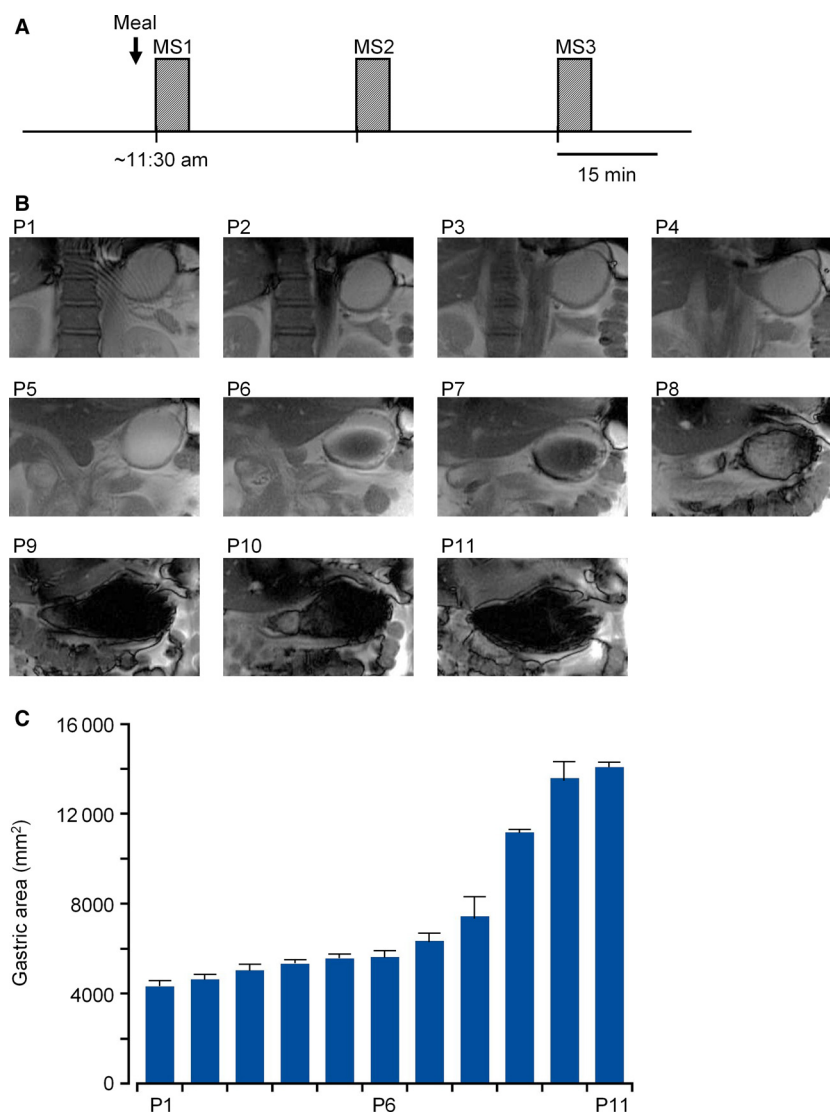 A
Meal
MS1 MS2 MS3
~11:30 am
15 min
B
P1 P2 P3 P4
P5 P6 P7 P8
P9 P10 P11
C
Gastric area (mm²)
16 000
12 000
8000
4000
0
P1 P6 P11